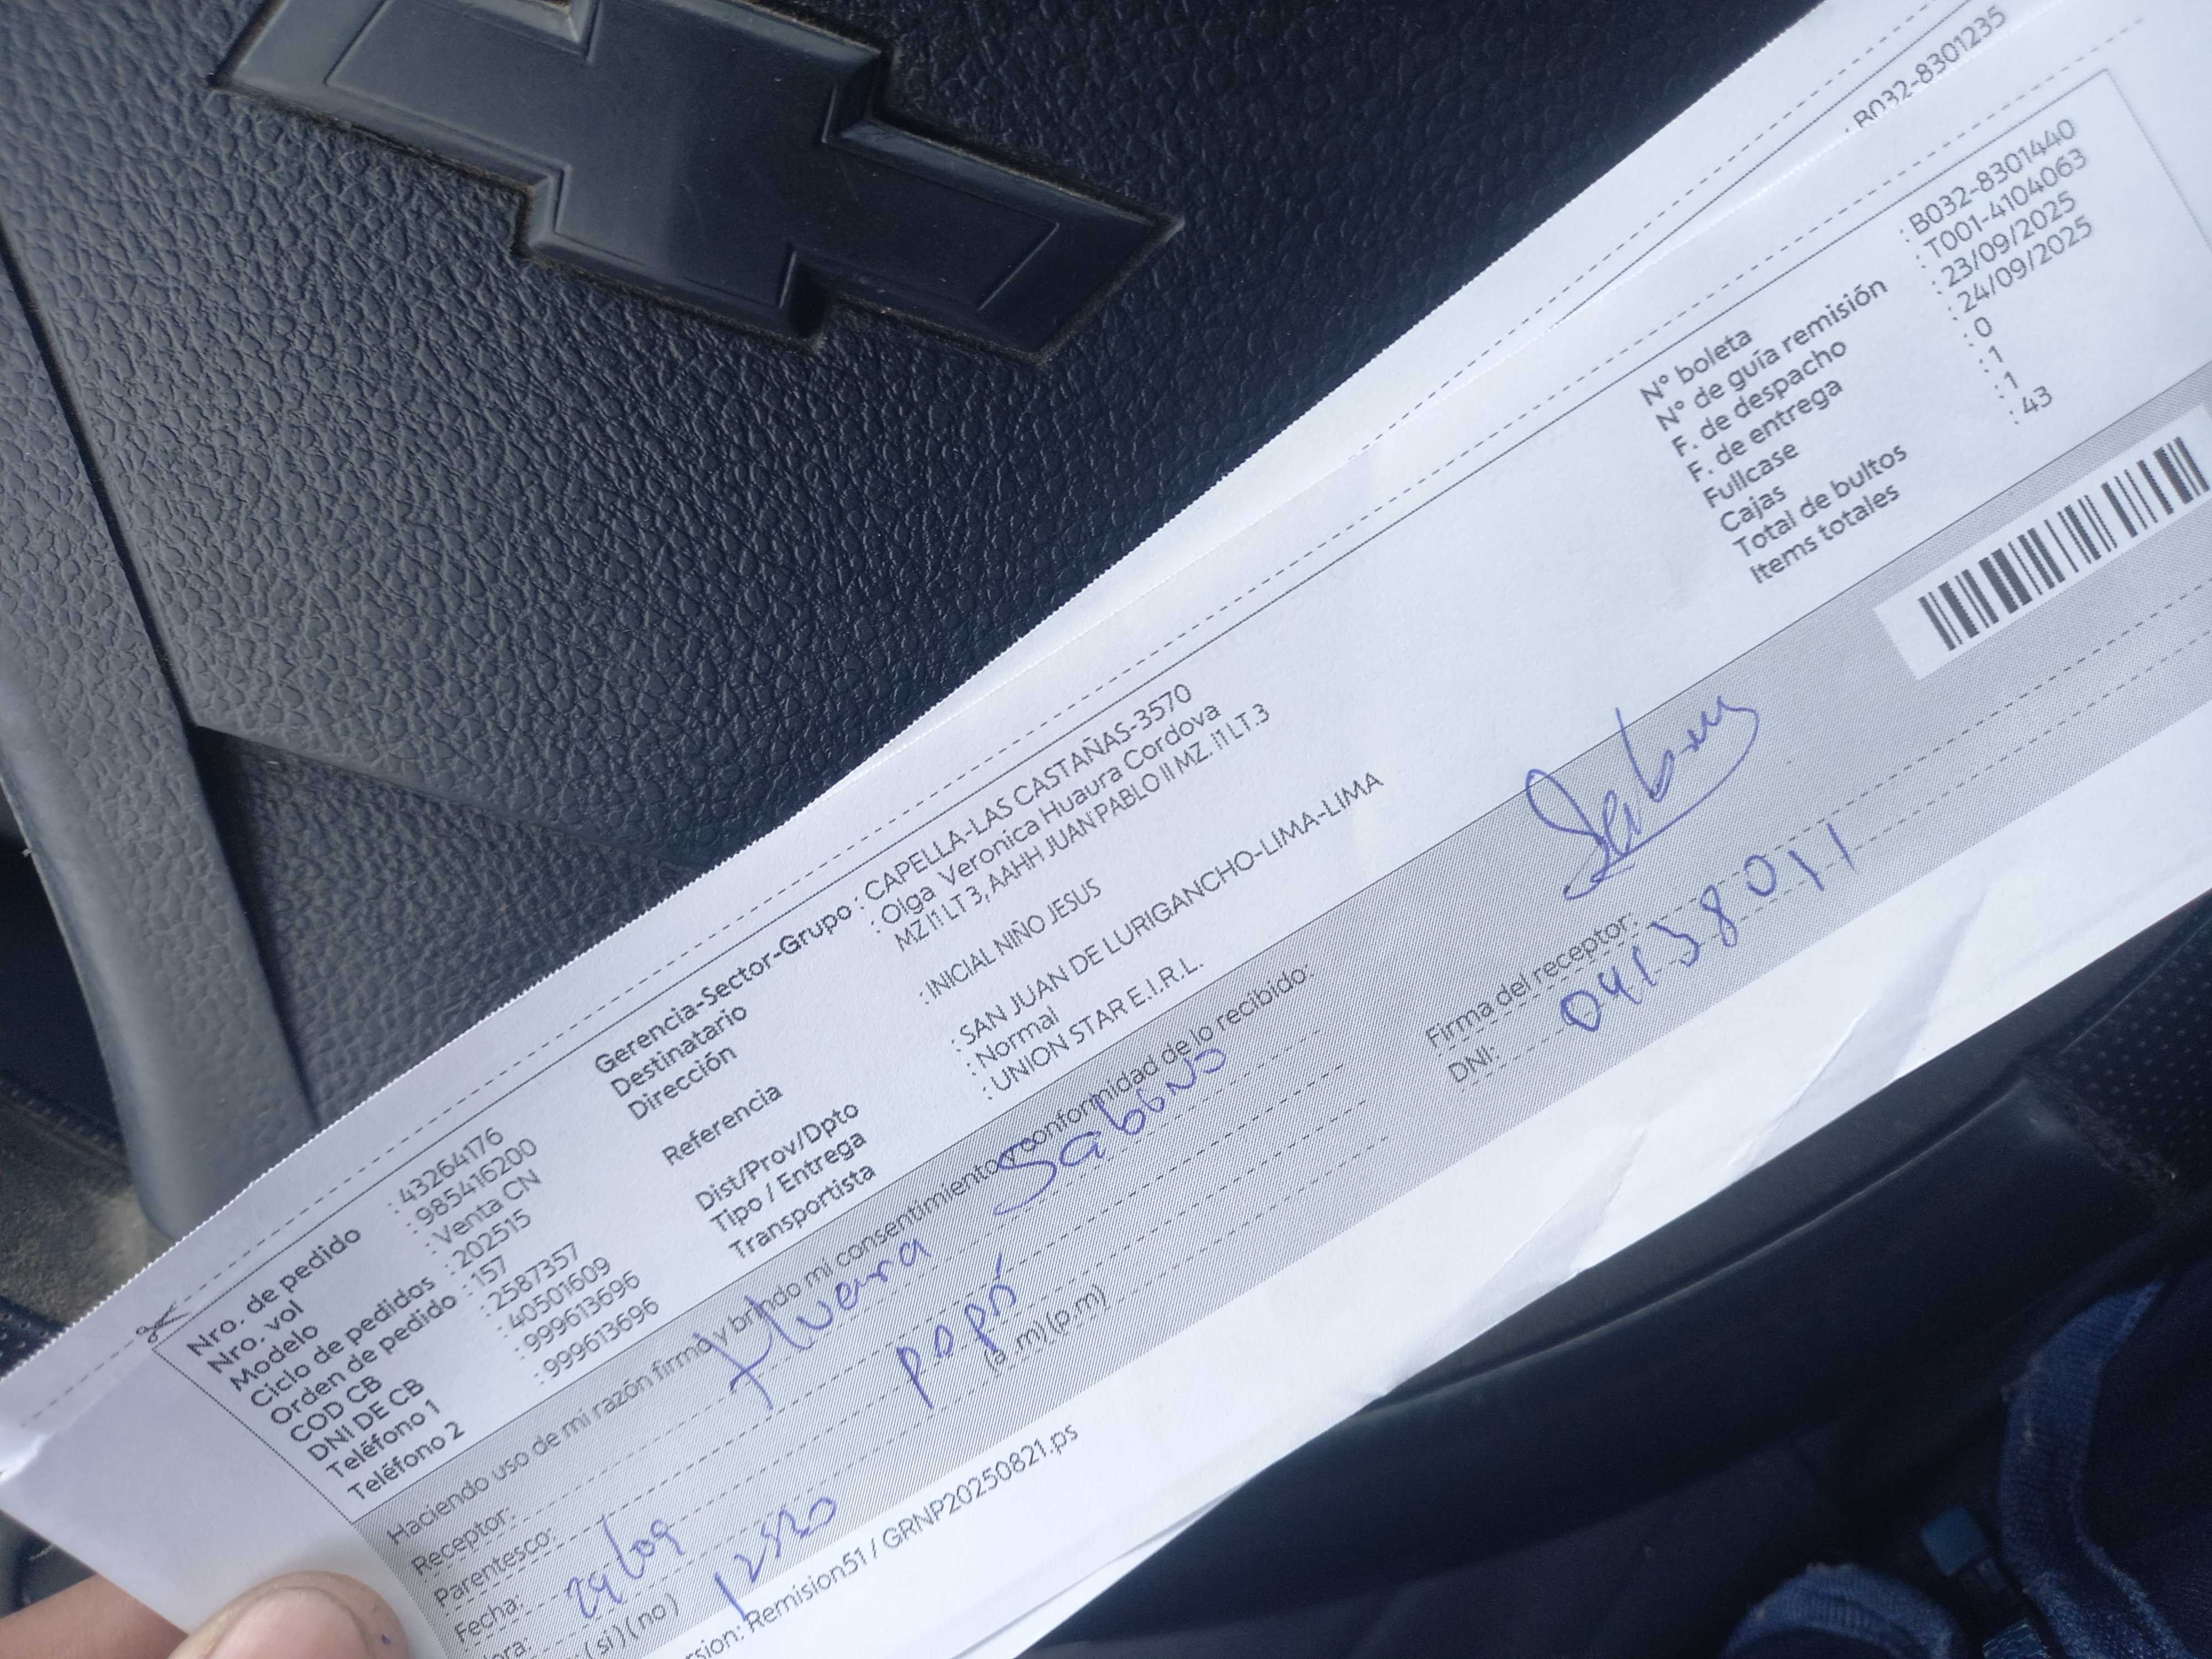 : B032-8301235
Nro. de pedido : 43264176
Nro. vol : 985416200
Modelo : Venta CN
Ciclo de pedidos : 202515
Orden de pedido : 157
COD CB : 2587357
DNI DE CB : 40501609
Teléfono 1 : 999613696
Teléfono 2 : 999613696
Gerencia-Sector-Grupo : CAPELLA-LAS CASTAÑAS-3570
Destinatario : Olga Veronica Huaura Cordova
Dirección MZ I1 LT 3, AAHH JUAN PABLO II MZ. I1 LT.3
Referencia : INICIAL NIÑO JESUS
Dist/Prov/Dpto : SAN JUAN DE LURIGANCHO-LIMA-LIMA
Tipo / Entrega : Normal
Transportista : UNION STAR E.I.R.L.
N° boleta : B032-8301440
N° de guía remisión : T001-4104063
F. de despacho : 23/09/2025
F. de entrega : 24/09/2025
Fullcase : 0
Cajas : 1
Total de bultos : 1
Items totales : 43
Haciendo uso de mi razón firmo y brindo mi consentimiento y conformidad de lo recibido:
Receptor: Sabino
Parentesco: papá
Fecha: 24/09
ora: (a .m) (p.m)
: ( si ) ( no ) 12:30
Firma del receptor:
DNI:
rsion: Remision51 / GRNP20250821.ps